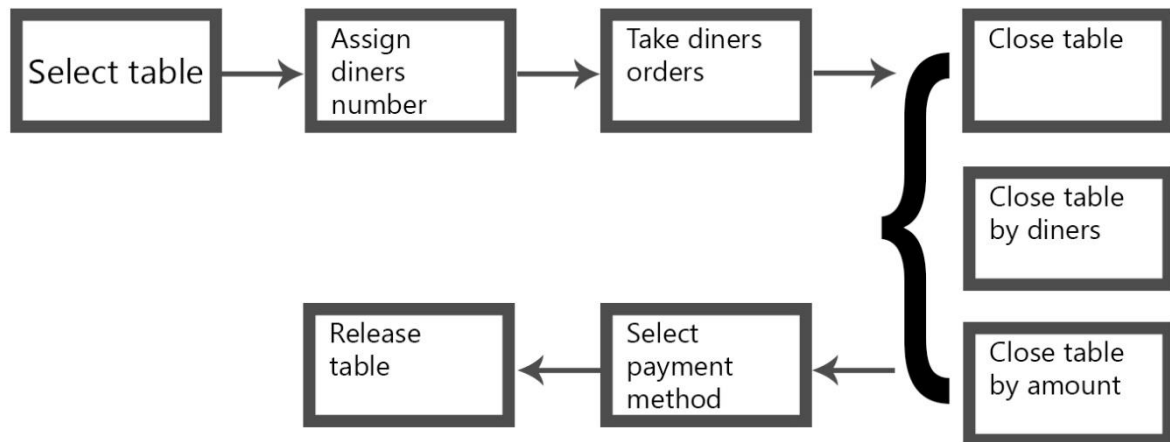 Select table
Assign
diners
number
Take diners
orders
Close table
Close table
by diners
Close table
by amount
Select
payment
method
Release
table